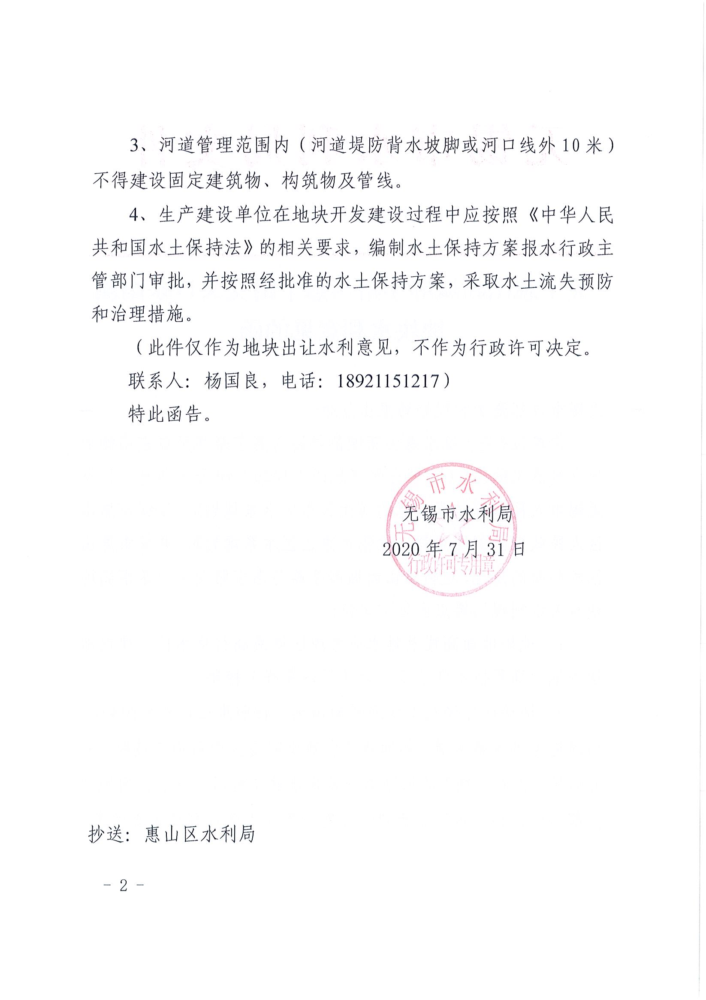 3、河道管理范围内（河道堤防背水坡脚或河口线外10米）
不得建设固定建筑物、构筑物及管线。
4、生产建设单位在地块开发建设过程中应按照《中华人民
共和国水土保持法》的相关要求，编制水土保持方案报水行政主
管部门审批，并按照经批准的水土保持方案，采取水土流失预防
和治理措施。
（此件仅作为地块出让水利意见，不作为行政许可决定。
联系人：杨国良，电话：18921151217）
特此函告。
无锡市水利局
无锡市水利局
2020年7月31日
行政许可专用章
抄送：惠山区水利局
- 2 -